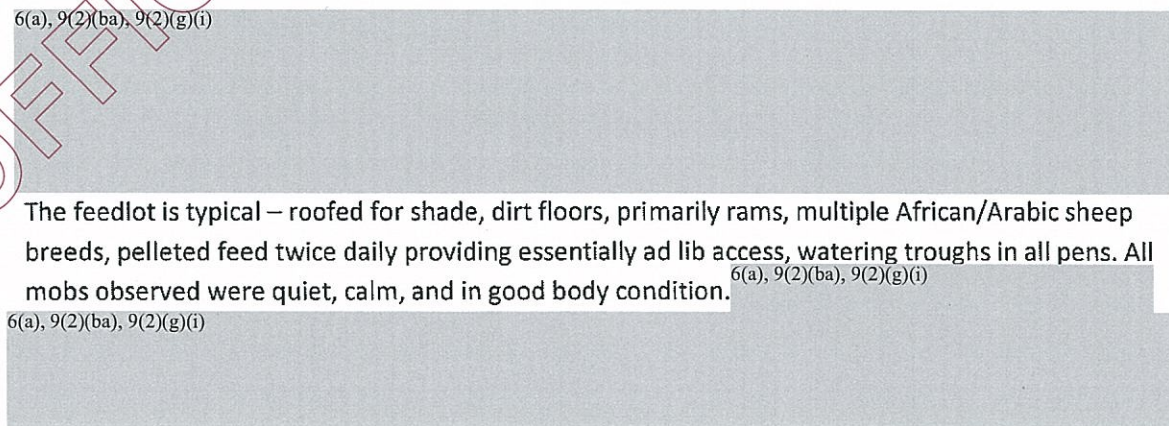 6(a), 9(2)(ba), 9(2)(g)(i)
The feedlot is typical – roofed for shade, dirt floors, primarily rams, multiple African/Arabic sheep
breeds, pelleted feed twice daily providing essentially ad lib access, watering troughs in all pens. All
mobs observed were quiet, calm, and in good body condition. 6(a), 9(2)(ba), 9(2)(g)(i)
6(a), 9(2)(ba), 9(2)(g)(i)